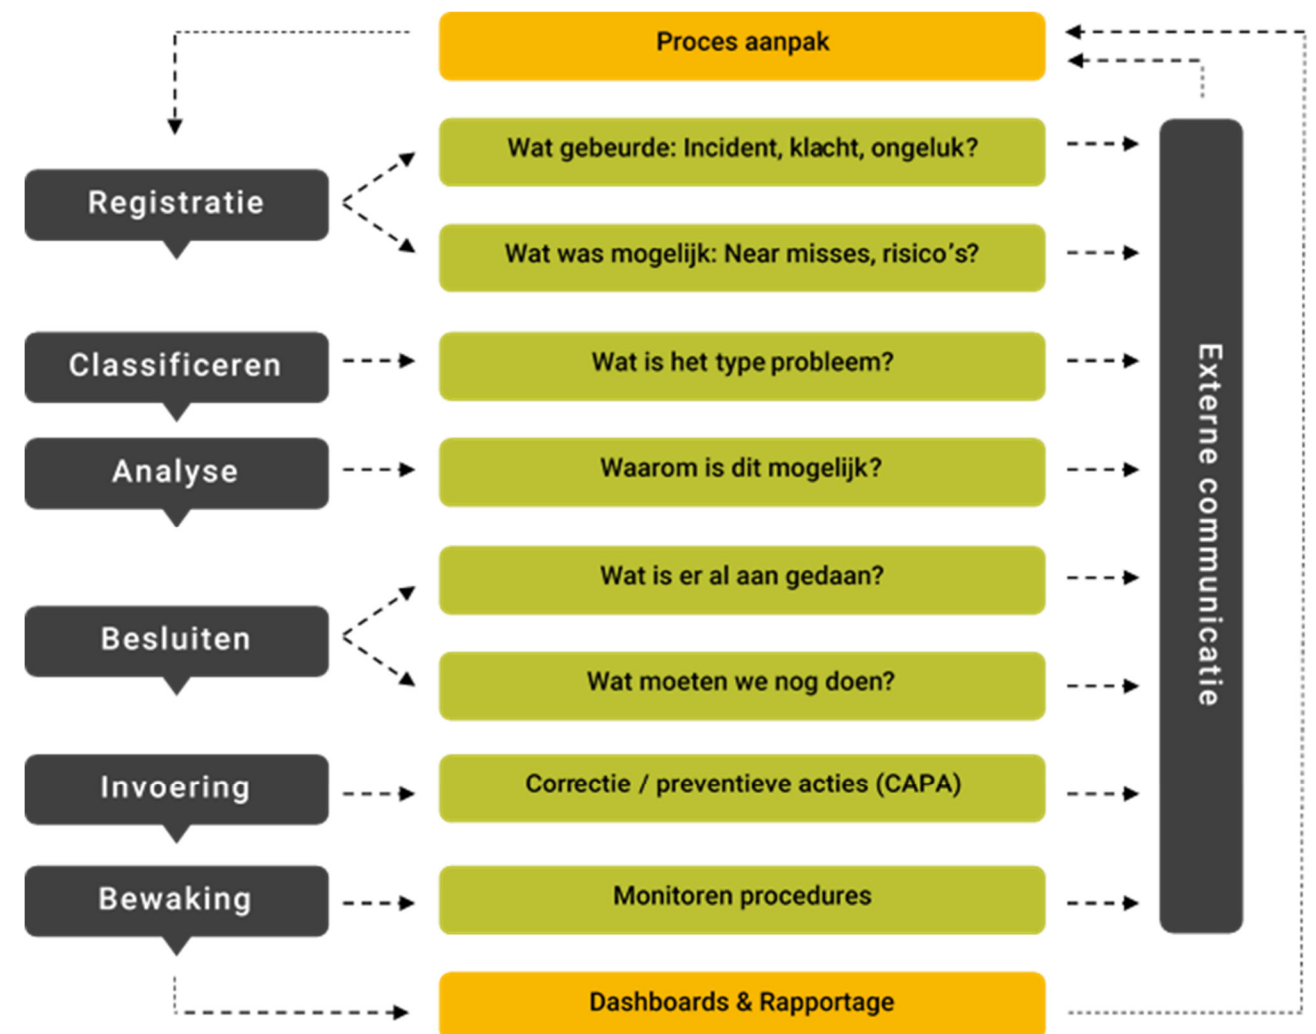 Proces aanpak
Registratie
Wat gebeurde: Incident, klacht, ongeluk?
Wat was mogelijk: Near misses, risico's?
Classificeren
Wat is het type probleem?
Analyse
Waarom is dit mogelijk?
Besluiten
Wat is er al aan gedaan?
Wat moeten we nog doen?
Invoering
Correctie / preventieve acties (CAPA)
Bewaking
Monitoren procedures
Dashboards & Rapportage
Externe communicatie